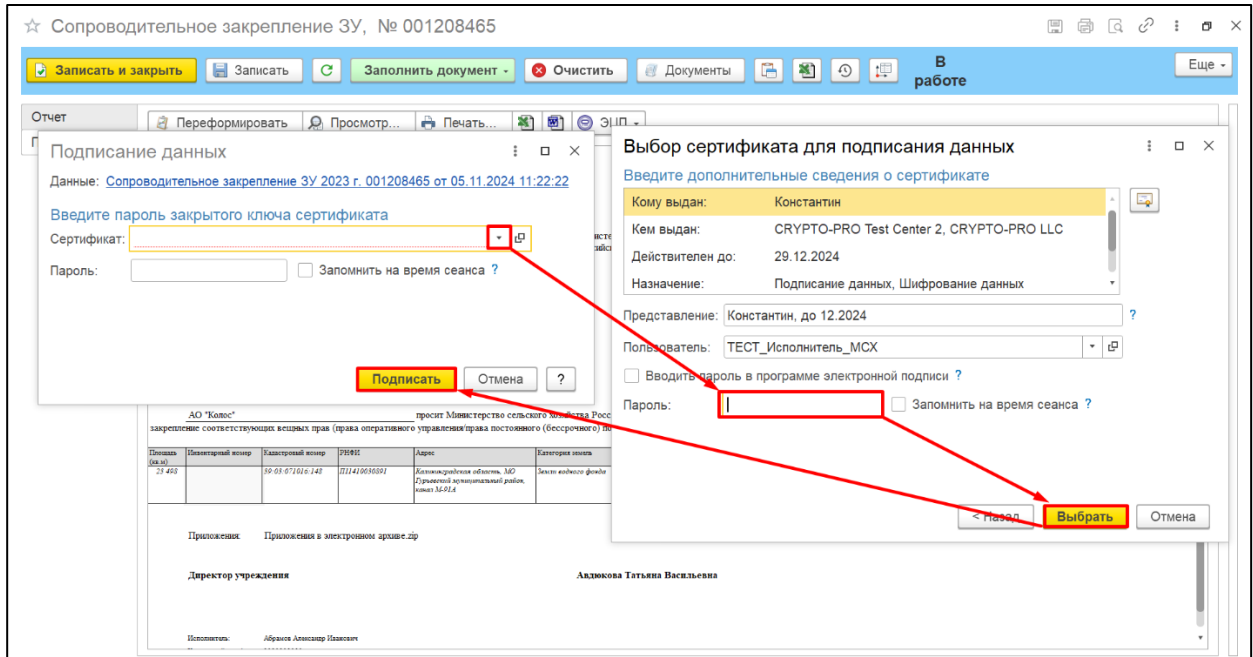 Сопроводительное закрепление ЗУ, № 001208465
Записать и закрыть Записать Заполнить документ Очистить Документы В работе Еще
Отчет
Переформировать Просмотр... Печать... ЭЦП
Подписание данных
Данные: Сопроводительное закрепление ЗУ 2023 г. 001208465 от 05.11.2024 11:22:22
Введите пароль закрытого ключа сертификата
Сертификат:
Пароль: Запомнить на время сеанса ?
Подписать Отмена ?
Выбор сертификата для подписания данных
Введите дополнительные сведения о сертификате
Кому выдан: Константин
Кем выдан: CRYPTO-PRO Test Center 2, CRYPTO-PRO LLC
Действителен до: 29.12.2024
Назначение: Подписание данных, Шифрование данных
Представление: Константин, до 12.2024 ?
Пользователь: ТЕСТ_Исполнитель_МСХ
Вводить пароль в программе электронной подписи ?
Пароль: Запомнить на время сеанса ?
< Назад Выбрать Отмена
АО "Колос" просит Министерство сельского хозяйства Росс
закрепление соответствующих вещных прав (права оперативного управления/права постоянного (бессрочного) по
Площадь (кв.м) Инвентарный номер Кадастровый номер РНФИ Адрес Категория земель
23 498 39:03:071016:148 П11410036891 Калининградская область, МО Гурьевский муниципальный район, канал М-91А Земли водного фонда
Приложения: Приложения в электронном архиве.zip
Директор учреждения Авдюкова Татьяна Васильевна
Исполнитель: Абрамов Александр Иванович